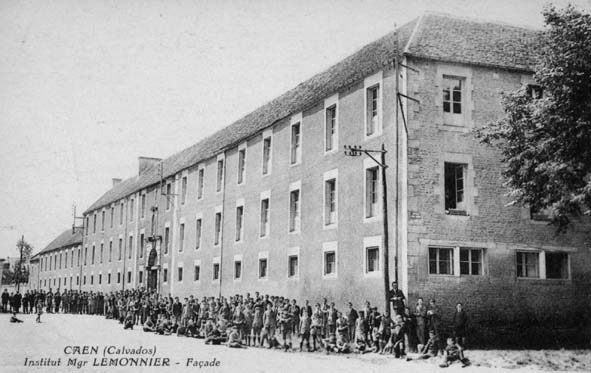 CAEN (Calvados)
Institut Mgr LEMONNIER - Façade